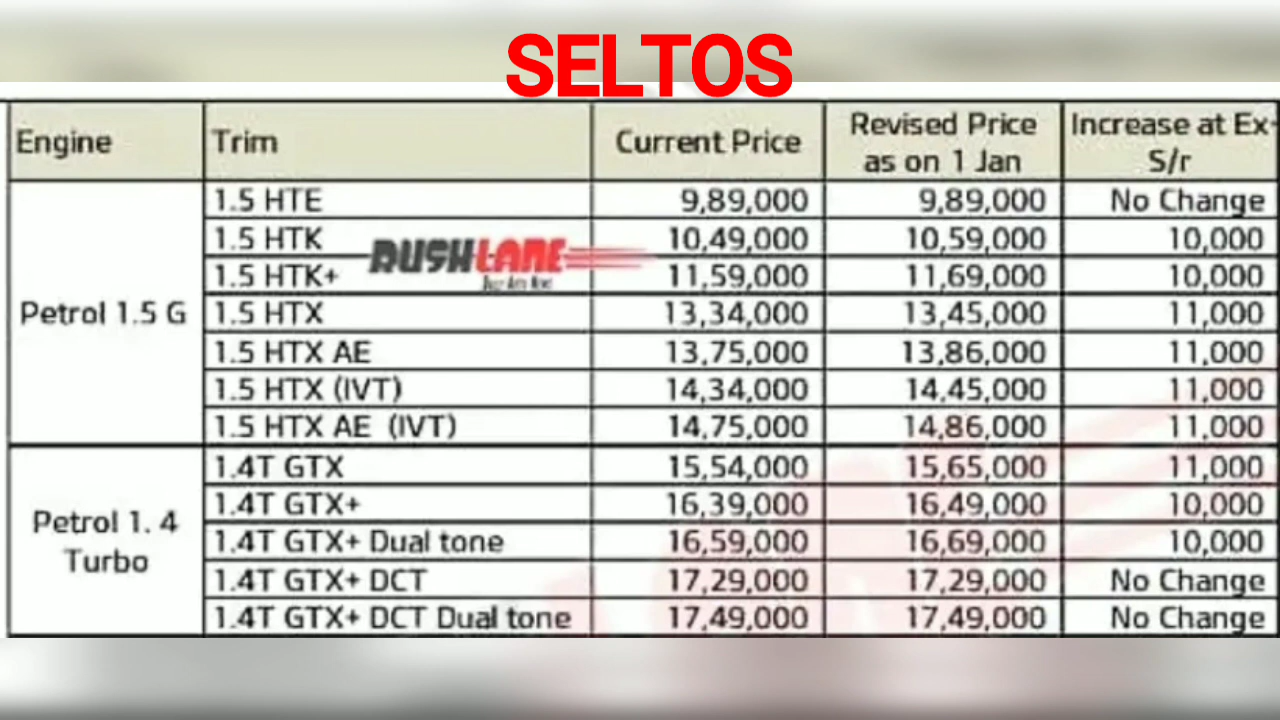 SELTOS
Engine Trim Current Price Revised Price as on 1 Jan Increase at Ex-S/r
Petrol 1.5 G
1.5 HTE 9,89,000 9,89,000 No Change
1.5 HTK 10,49,000 10,59,000 10,000
RUSHLANE
1.5 HTK+ 11,59,000 11,69,000 10,000
1.5 HTX 13,34,000 13,45,000 11,000
1.5 HTX AE 13,75,000 13,86,000 11,000
1.5 HTX (IVT) 14,34,000 14,45,000 11,000
1.5 HTX AE (IVT) 14,75,000 14,86,000 11,000
Petrol 1. 4 Turbo
1.4T GTX 15,54,000 15,65,000 11,000
1.4T GTX+ 16,39,000 16,49,000 10,000
1.4T GTX+ Dual tone 16,59,000 16,69,000 10,000
1.4T GTX+ DCT 17,29,000 17,29,000 No Change
1.4T GTX+ DCT Dual tone 17,49,000 17,49,000 No Change